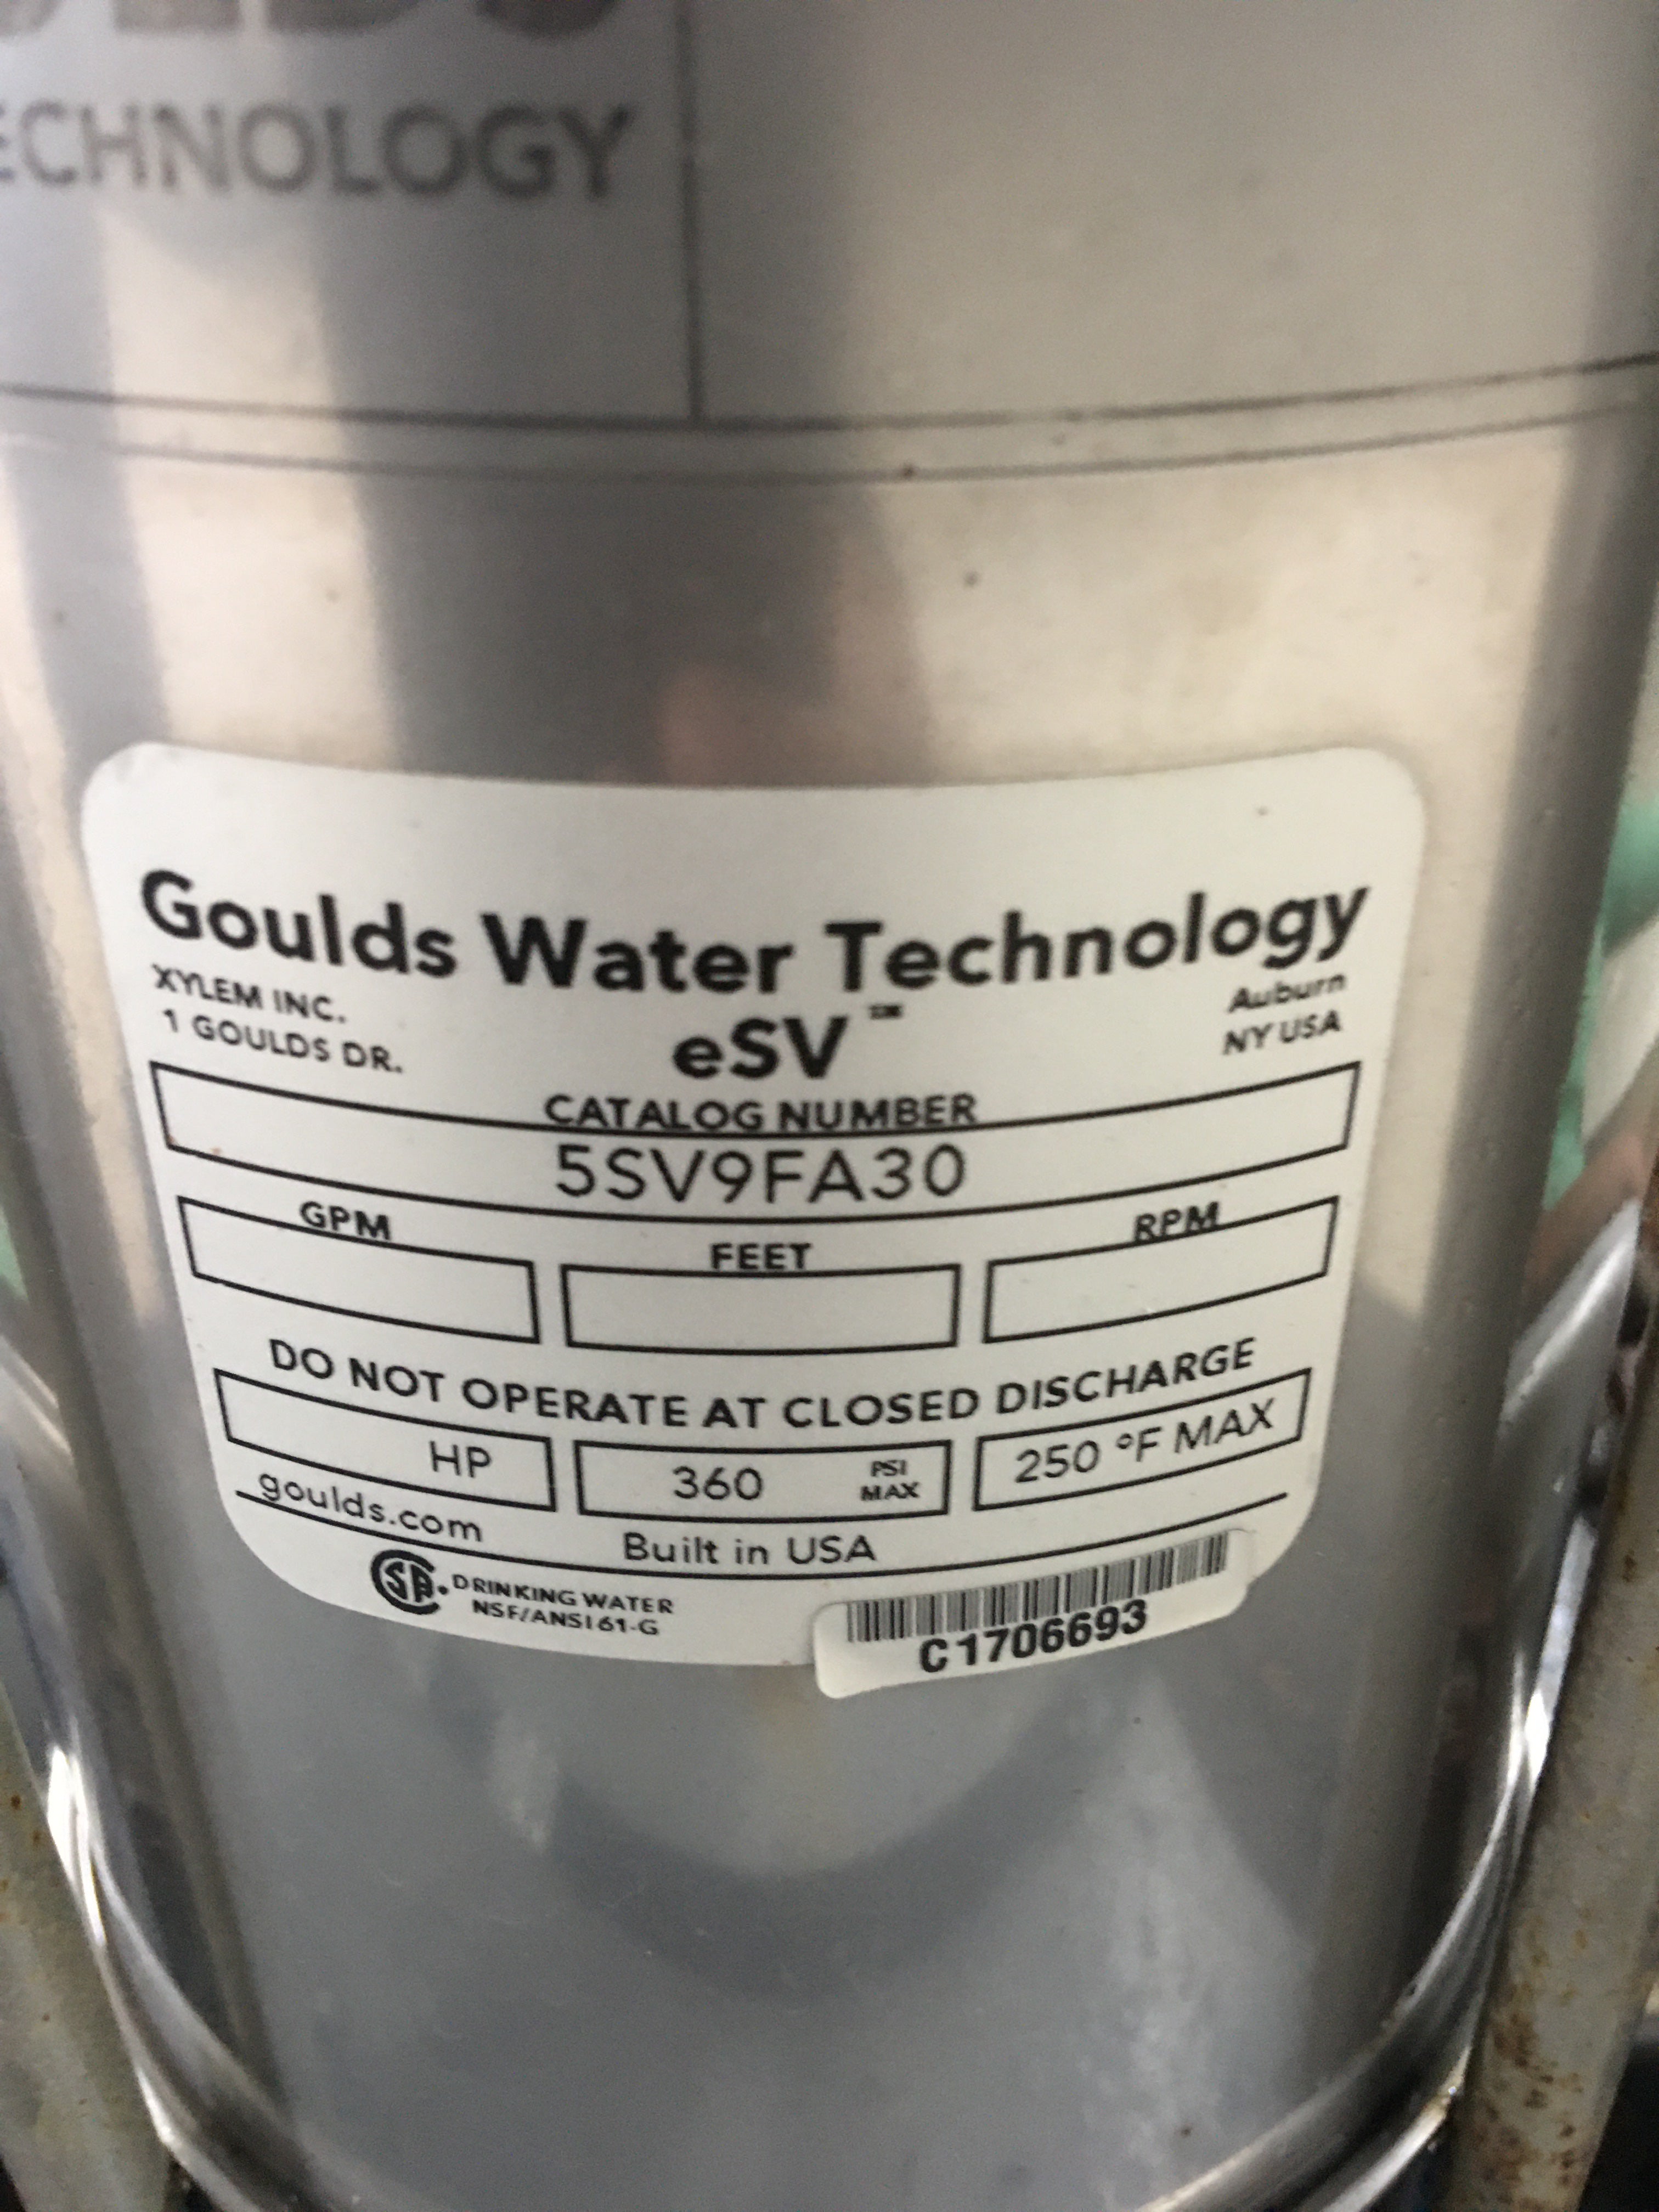 ECHNOLOGY
Goulds Water Technology
XYLEM INC.
1 GOULDS DR.
eSV™
Auburn
NY USA
CATALOG NUMBER
5SV9FA30
GPM
FEET
RPM
DO NOT OPERATE AT CLOSED DISCHARGE
HP
360 PSI MAX
250 °F MAX
goulds.com
Built in USA
SA® DRINKING WATER
NSF/ANSI 61-G
C1706693